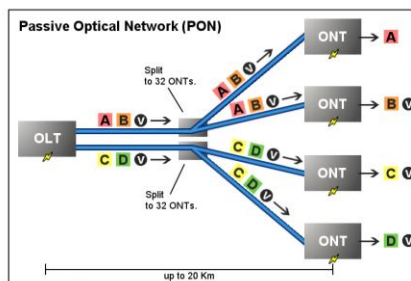 Passive Optical Network (PON)
ONT
A
A B V
Split
to 32 ONTs.
A B V
ONT
B V
A B V
OLT
C D
C D V
ONT
C V
C D V
Split
to 32 ONTs.
ONT
D V
up to 20 Km